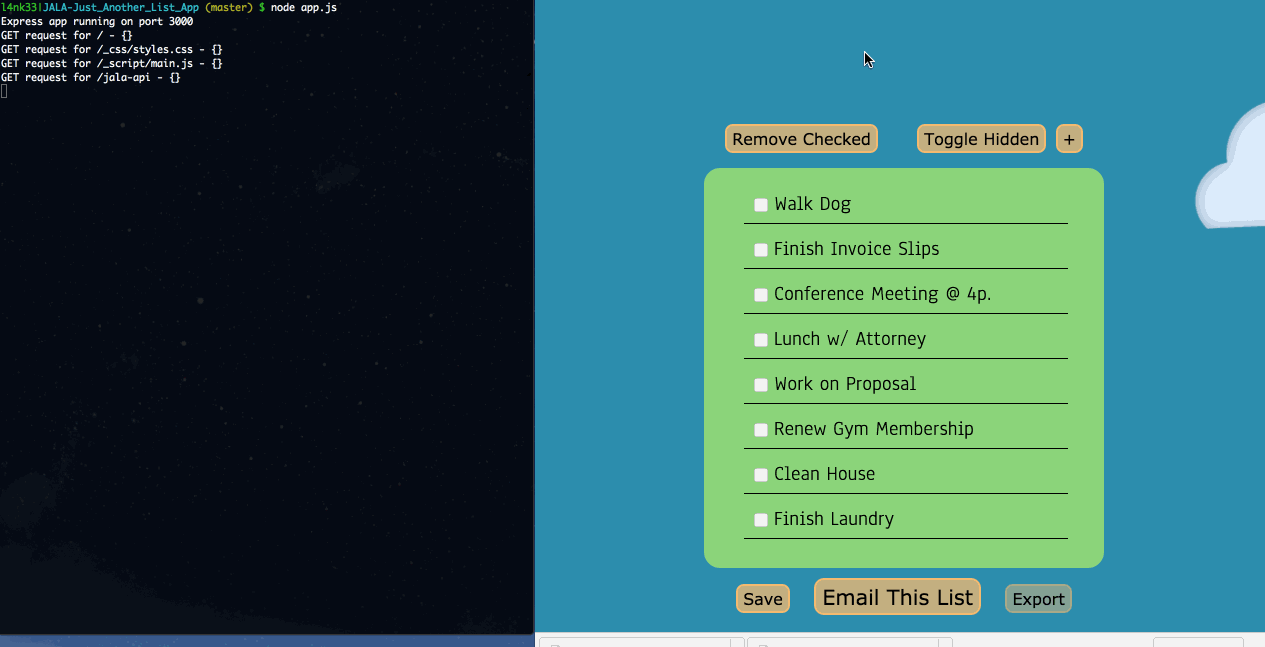 l4nk33|JALA-Just_Another_List_App (master) $ node app.js
Express app running on port 3000
GET request for / - {}
GET request for /_css/styles.css - {}
GET request for /_script/main.js - {}
GET request for /jala-api - {}
Remove Checked Toggle Hidden +
Walk Dog
Finish Invoice Slips
Conference Meeting @ 4p.
Lunch w/ Attorney
Work on Proposal
Renew Gym Membership
Clean House
Finish Laundry
Save Email This List Export